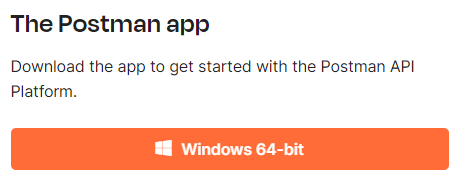 The Postman app
Download the app to get started with the Postman API
Platform.
Windows 64-bit